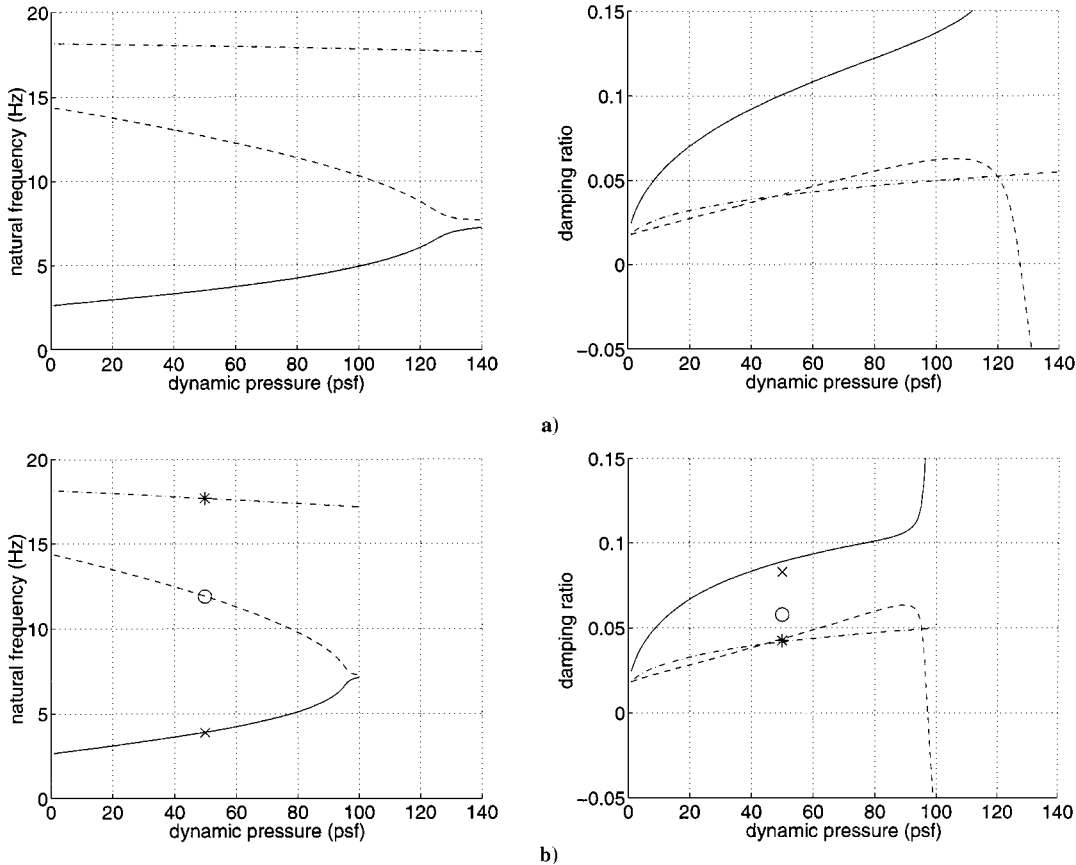 20
15
10
5
0
natural frequency (Hz)
0 20 40 60 80 100 120 140
dynamic pressure (psf)
0.15
0.1
0.05
0
−0.05
damping ratio
0 20 40 60 80 100 120 140
dynamic pressure (psf)
a)
20
15
10
5
0
natural frequency (Hz)
0 20 40 60 80 100 120 140
dynamic pressure (psf)
0.15
0.1
0.05
0
−0.05
damping ratio
0 20 40 60 80 100 120 140
dynamic pressure (psf)
b)